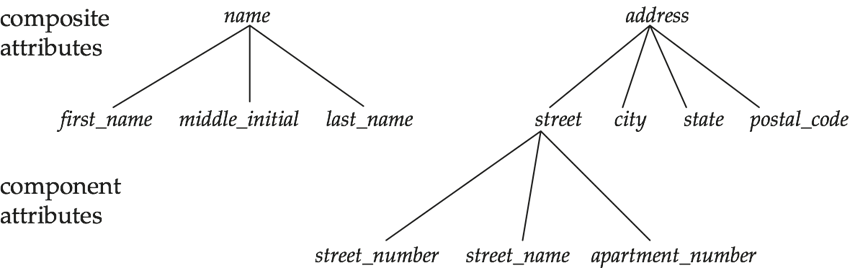 composite
attributes
name
address
first_name middle_initial last_name
street city state postal_code
component
attributes
street_number street_name apartment_number